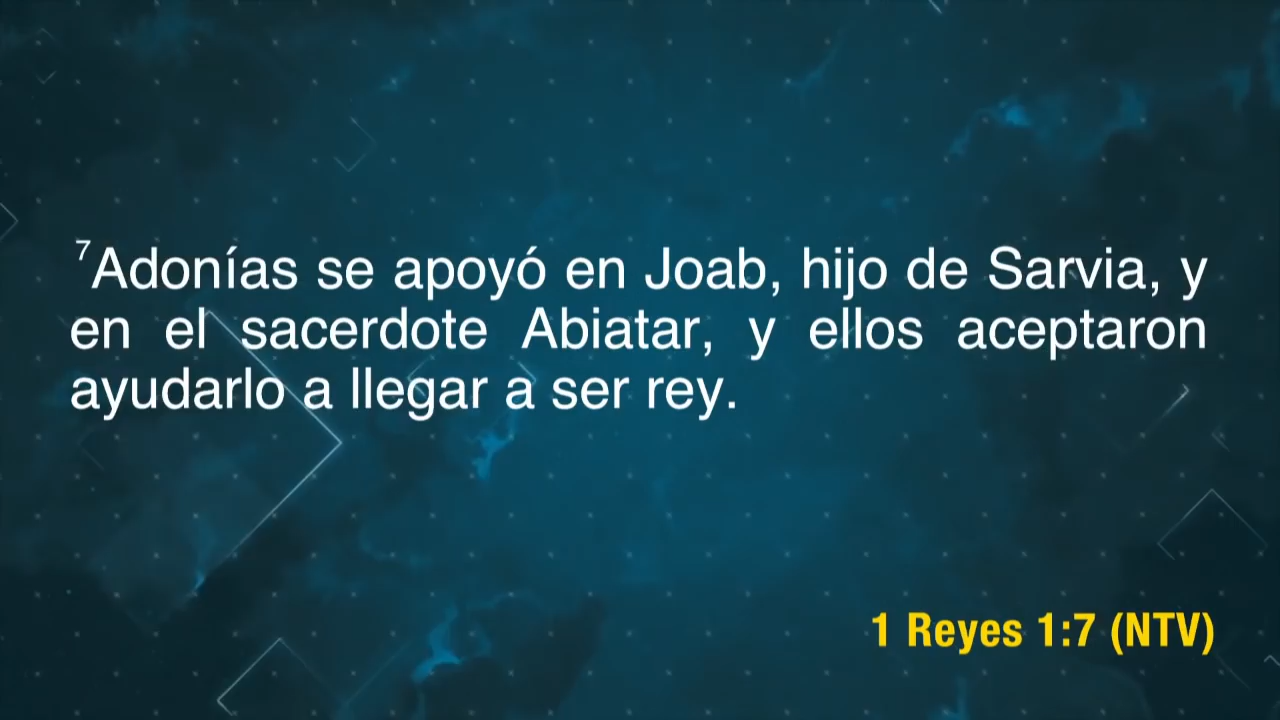 ⁷Adonías se apoyó en Joab, hijo de Sarvia, y
en el sacerdote Abiatar, y ellos aceptaron
ayudarlo a llegar a ser rey.
1 Reyes 1:7 (NTV)